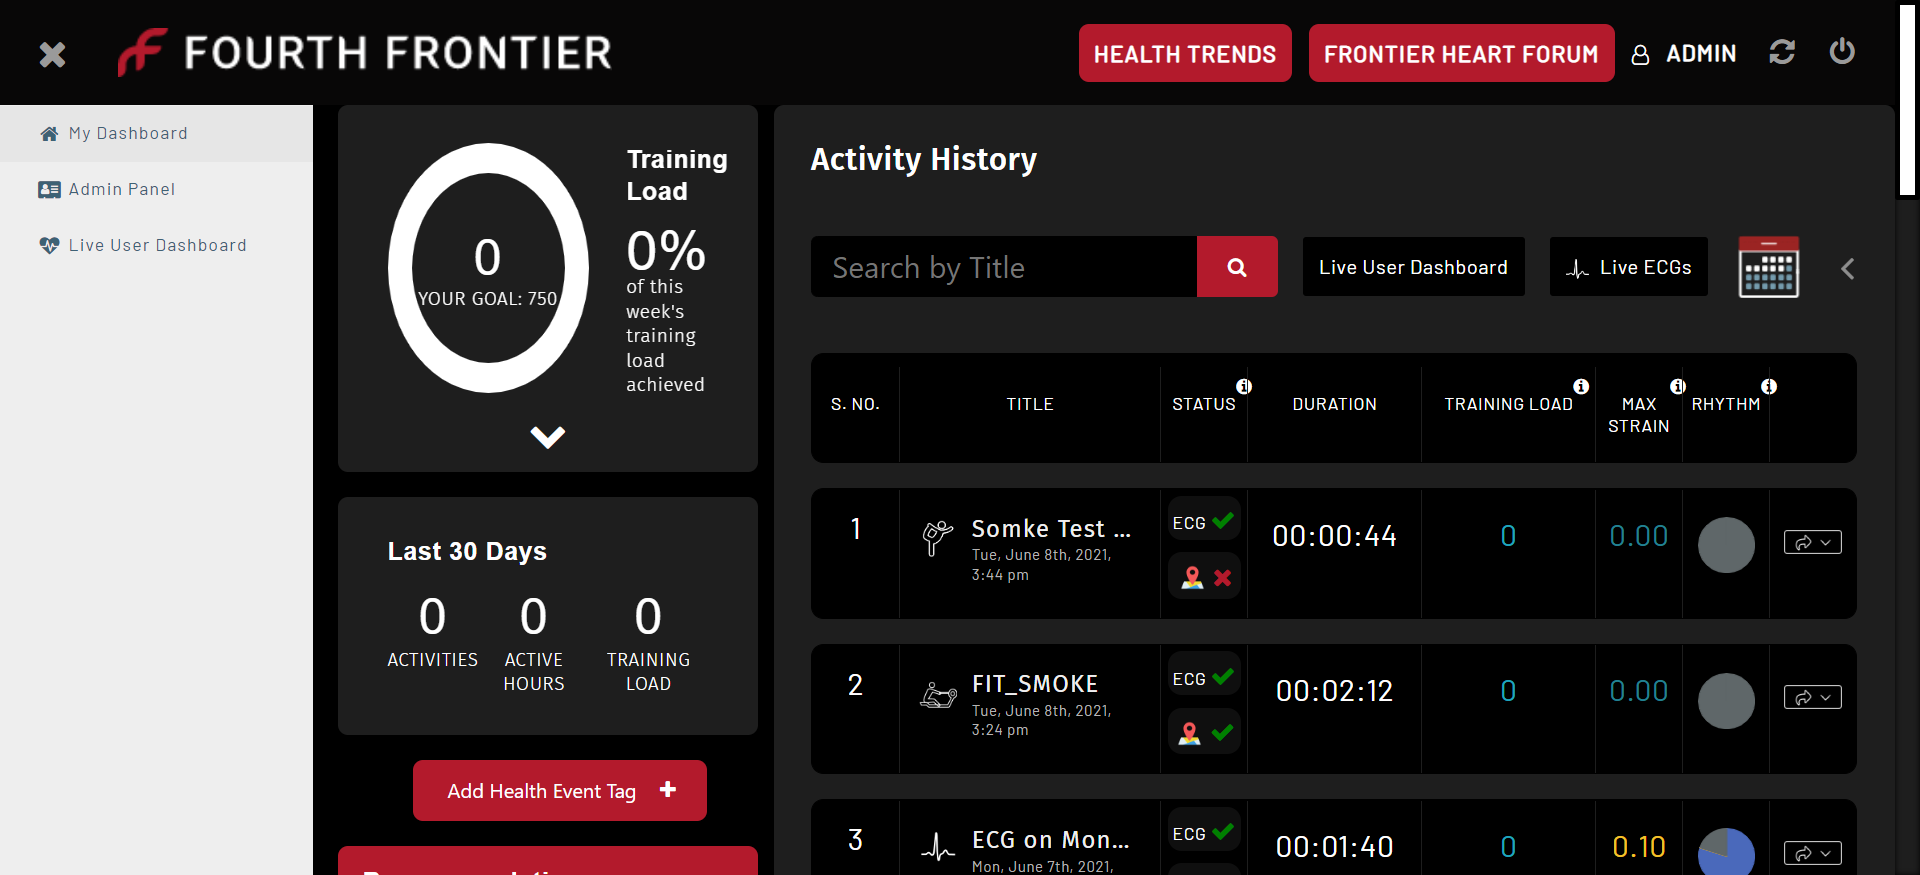 FOURTH FRONTIER
HEALTH TRENDS
FRONTIER HEART FORUM
ADMIN
My Dashboard
Admin Panel
Live User Dashboard
0
YOUR GOAL: 750
Training
Load
0%
of this
week's
training
load
achieved
Last 30 Days
0
ACTIVITIES
0
ACTIVE
HOURS
0
TRAINING
LOAD
Add Health Event Tag
Activity History
Search by Title
Live User Dashboard
Live ECGs
S. NO.
TITLE
STATUS
DURATION
TRAINING LOAD
MAX
STRAIN
RHYTHM
1
Somke Test ...
Tue, June 8th, 2021,
3:44 pm
ECG
00:00:44
0
0.00
2
FIT_SMOKE
Tue, June 8th, 2021,
3:24 pm
ECG
00:02:12
0
0.00
3
ECG on Mon...
Mon, June 7th, 2021,
ECG
00:01:40
0
0.10